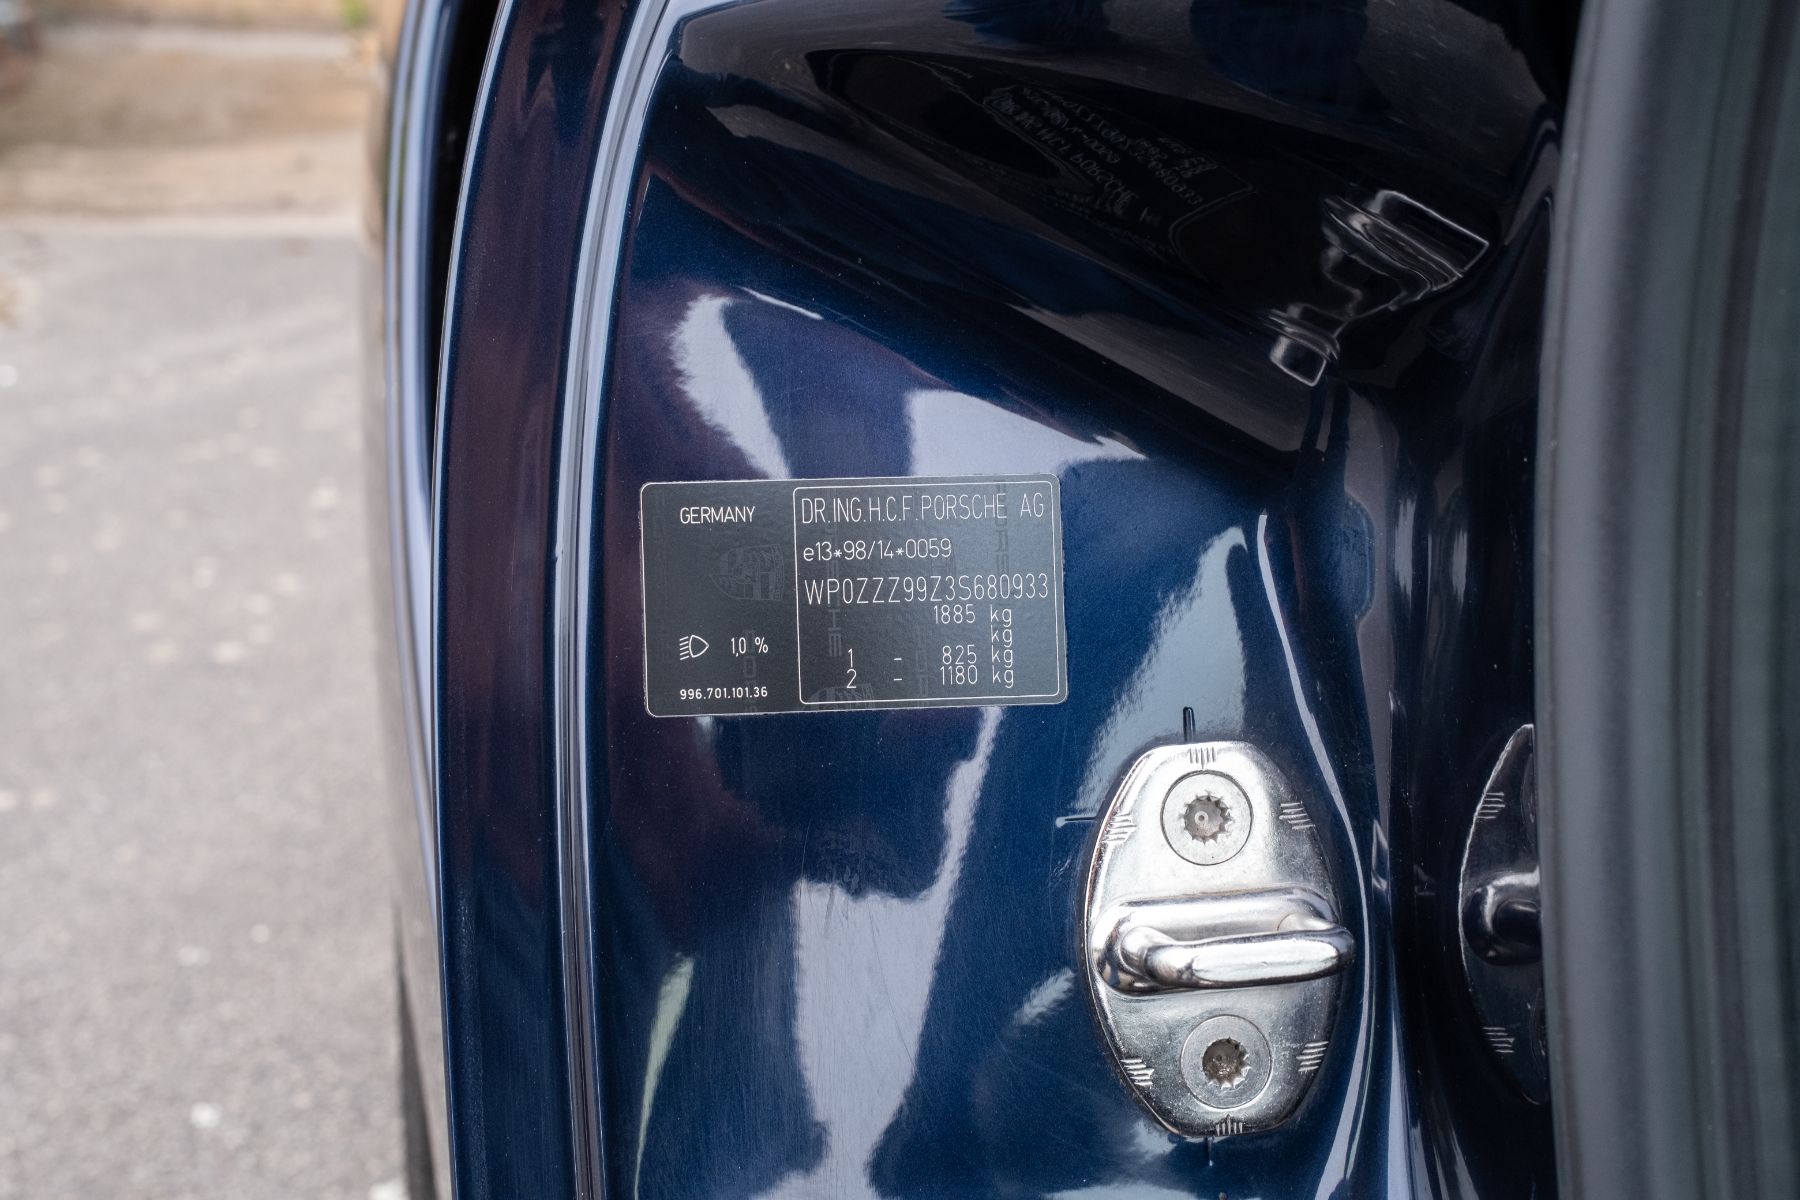 GERMANY
1,0 %
996.701.101.36
DR.ING.H.C.F.PORSCHE AG
e13*98/14*0059
WP0ZZZ99Z3S680933
1885 kg
kg
1 - 825 kg
2 - 1180 kg